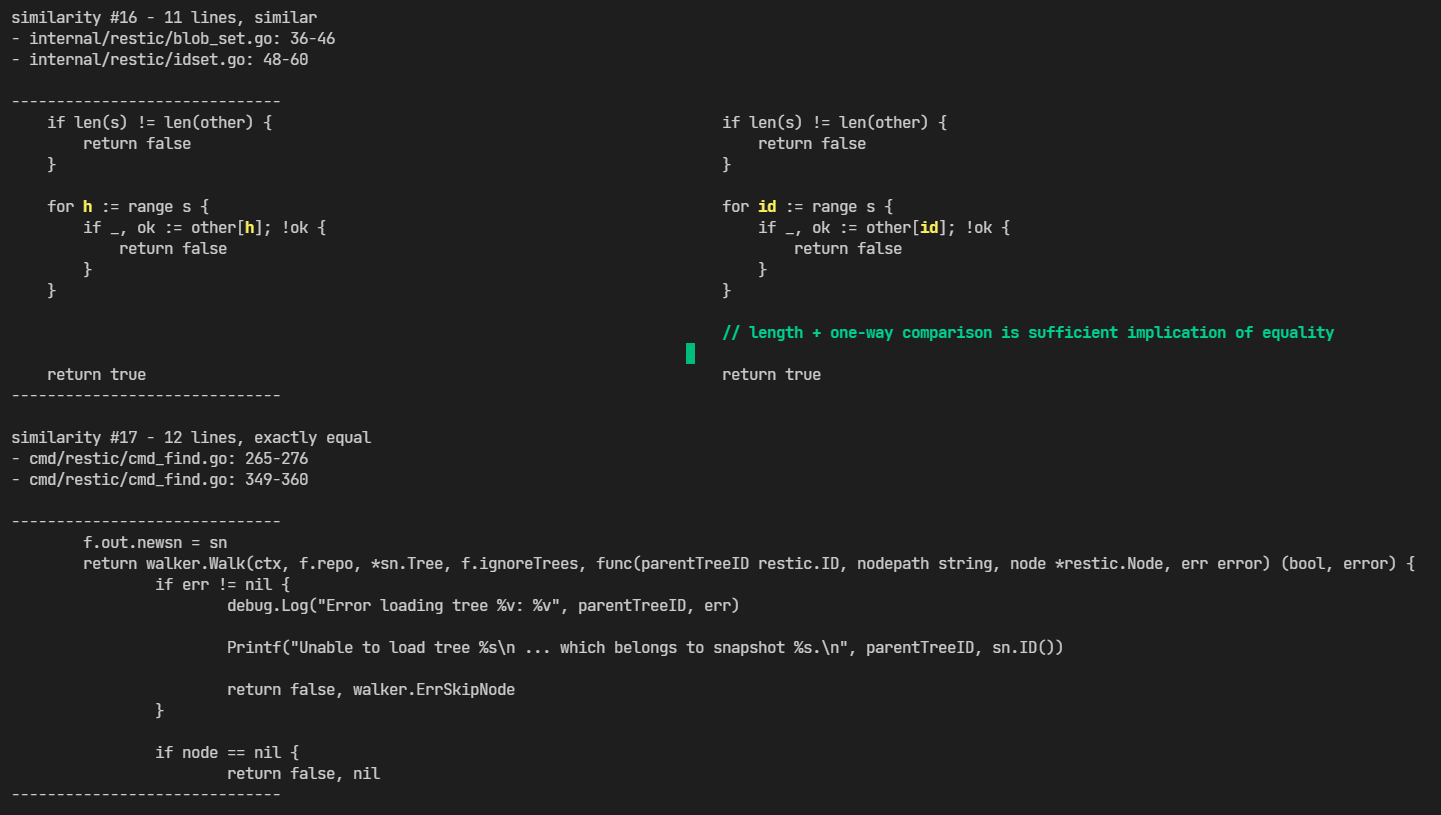 similarity #16 - 11 lines, similar
- internal/restic/blob_set.go: 36-46
- internal/restic/idset.go: 48-60
------------------------------
    if len(s) != len(other) {                                                  if len(s) != len(other) {
        return false                                                               return false
    }                                                                          }
    for h := range s {                                                         for id := range s {
        if _, ok := other[h]; !ok {                                                if _, ok := other[id]; !ok {
            return false                                                               return false
        }                                                                          }
    }                                                                          }
                                                                               // length + one-way comparison is sufficient implication of equality
    return true                                                                return true
------------------------------
similarity #17 - 12 lines, exactly equal
- cmd/restic/cmd_find.go: 265-276
- cmd/restic/cmd_find.go: 349-360
------------------------------
        f.out.newsn = sn
        return walker.Walk(ctx, f.repo, *sn.Tree, f.ignoreTrees, func(parentTreeID restic.ID, nodepath string, node *restic.Node, err error) (bool, error) {
                if err != nil {
                        debug.Log("Error loading tree %v: %v", parentTreeID, err)
                        Printf("Unable to load tree %s\n ... which belongs to snapshot %s.\n", parentTreeID, sn.ID())
                        return false, walker.ErrSkipNode
                }
                if node == nil {
                        return false, nil
------------------------------